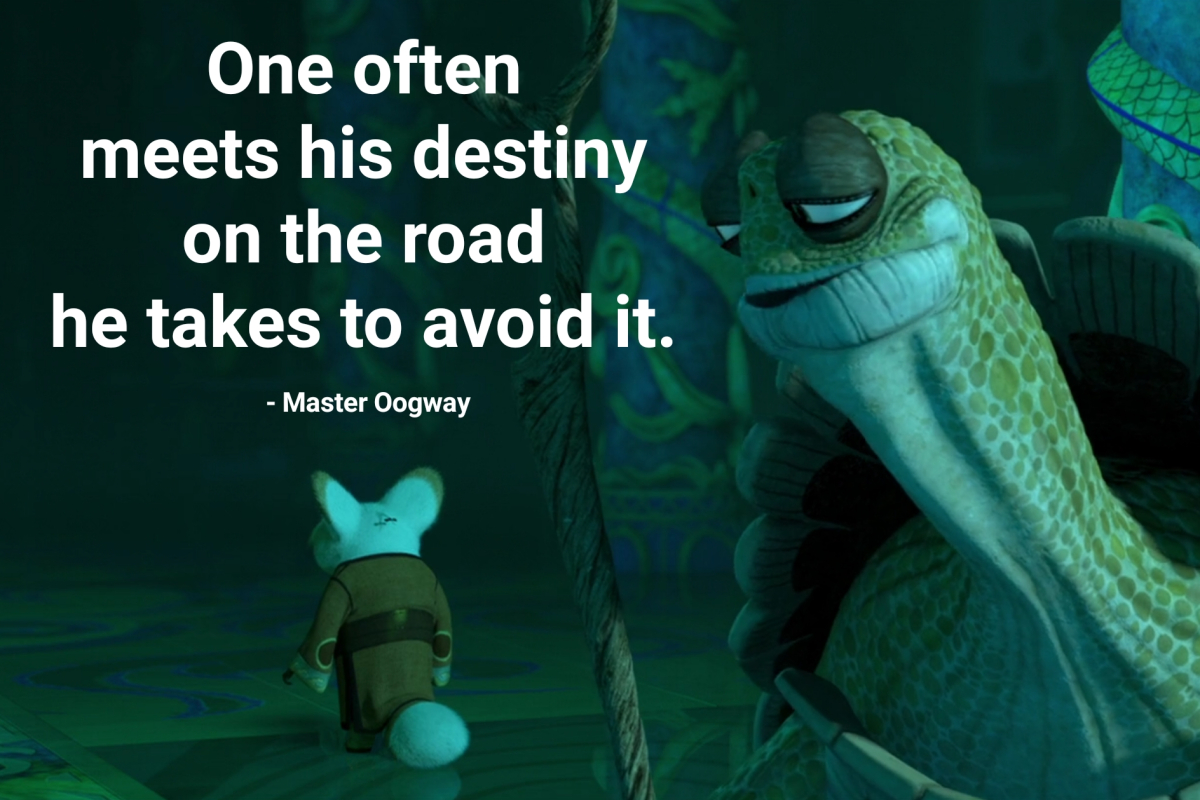 One often
meets his destiny
on the road
he takes to avoid it.
- Master Oogway